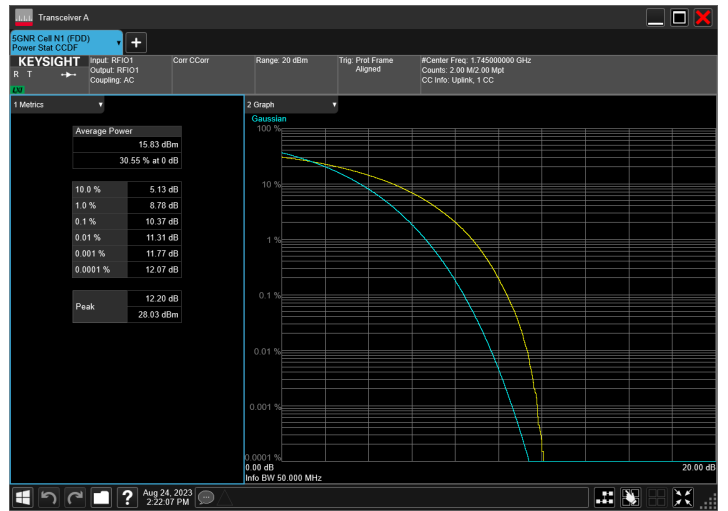 Transceiver A
5GNR Cell N1 (FDD)
Power Stat CCDF
KEYSIGHT
R T
LXI
Input: RFIO1
Output: RFIO1
Coupling: AC
Corr CCorr
Range: 20 dBm
Trig: Prot Frame
Aligned
#Center Freq: 1.745000000 GHz
Counts: 2.00 M/2.00 Mpt
CC Info: Uplink, 1 CC
1 Metrics
Average Power
15.83 dBm
30.55 % at 0 dB
10.0 % 5.13 dB
1.0 % 8.78 dB
0.1 % 10.37 dB
0.01 % 11.31 dB
0.001 % 11.77 dB
0.0001 % 12.07 dB
Peak
12.20 dB
28.03 dBm
2 Graph
Gaussian
100 %
10 %
1 %
0.1 %
0.01 %
0.001 %
0.0001 %
0.00 dB
20.00 dB
Info BW 50.000 MHz
Aug 24, 2023
2:22:07 PM